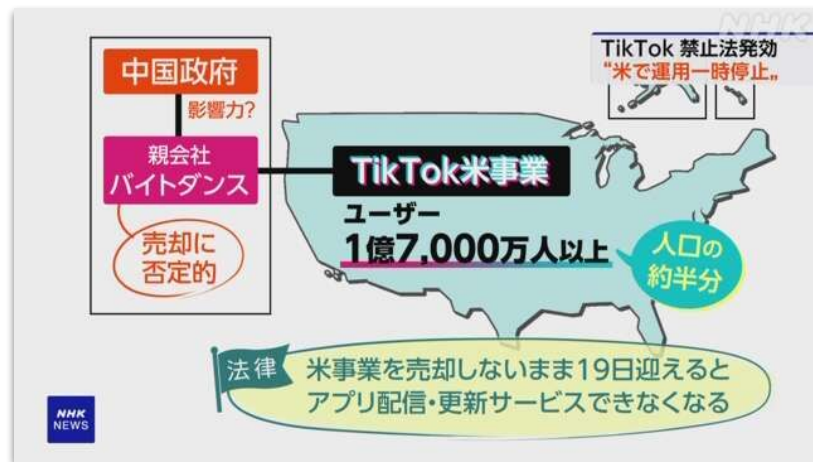 NHK
TikTok 禁止法発効
“米で運用一時停止„
中国政府
影響力?
親会社
バイトダンス
売却に
否定的
TikTok米事業
ユーザー
1億7,000万人以上
人口の
約半分
法律
米事業を売却しないまま19日迎えると
アプリ配信・更新サービスできなくなる
NHK
NEWS